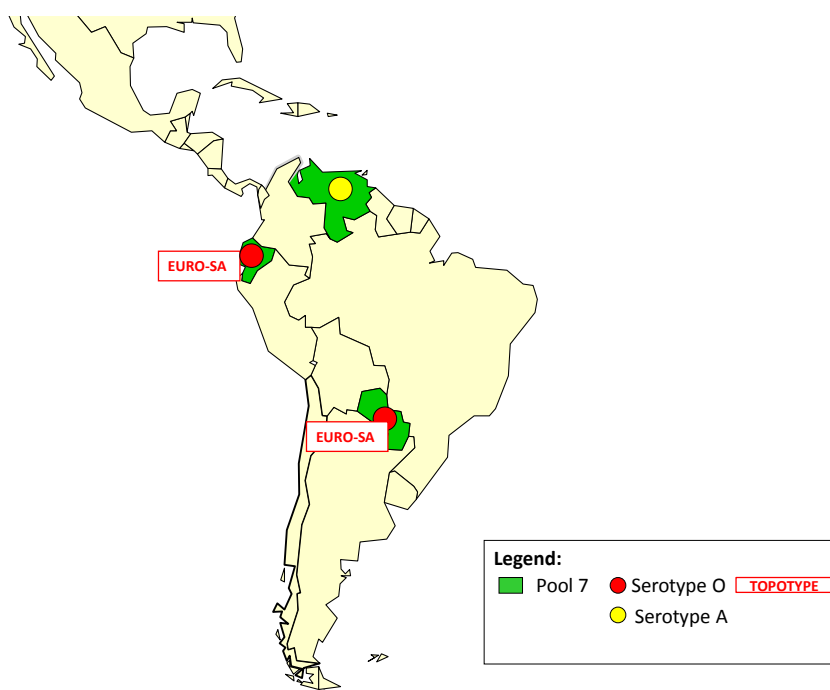 EURO-SA
EURO-SA
Legend:
Pool 7
Serotype O
TOPOTYPE
Serotype A